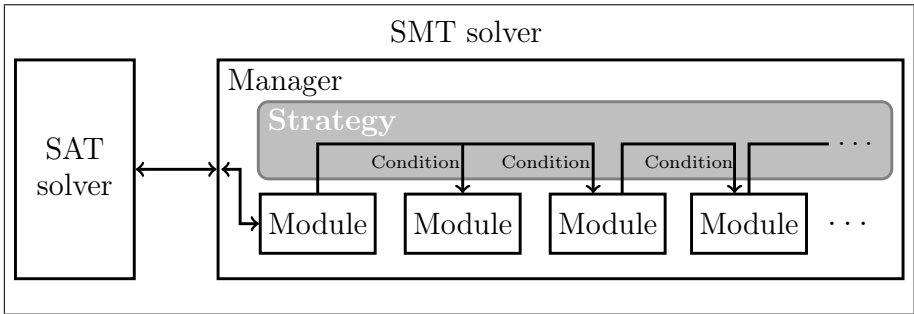 SMT solver
Manager
Strategy
SAT
solver
Condition
Condition
Condition
· · ·
Module
Module
Module
Module
· · ·